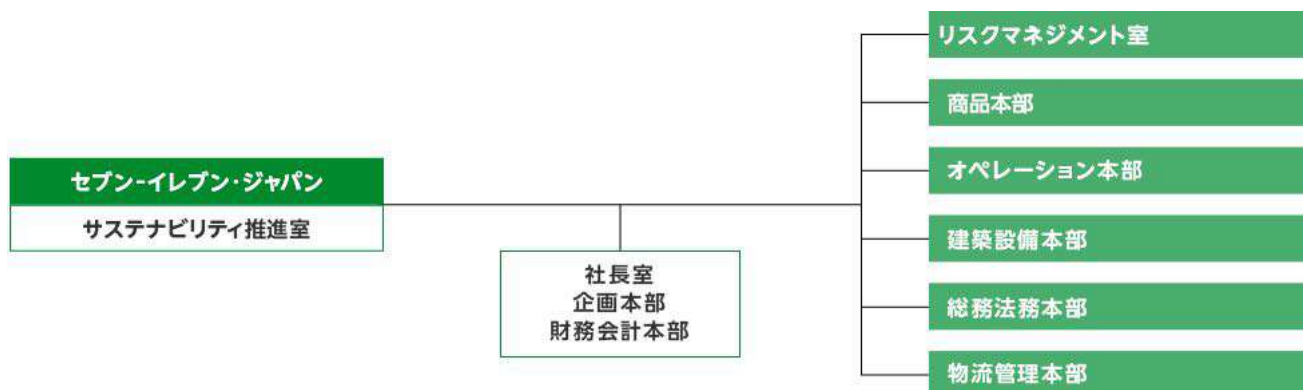 セブン-イレブン・ジャパン
サステナビリティ推進室
社長室
企画本部
財務会計本部
リスクマネジメント室
商品本部
オペレーション本部
建築設備本部
総務法務本部
物流管理本部